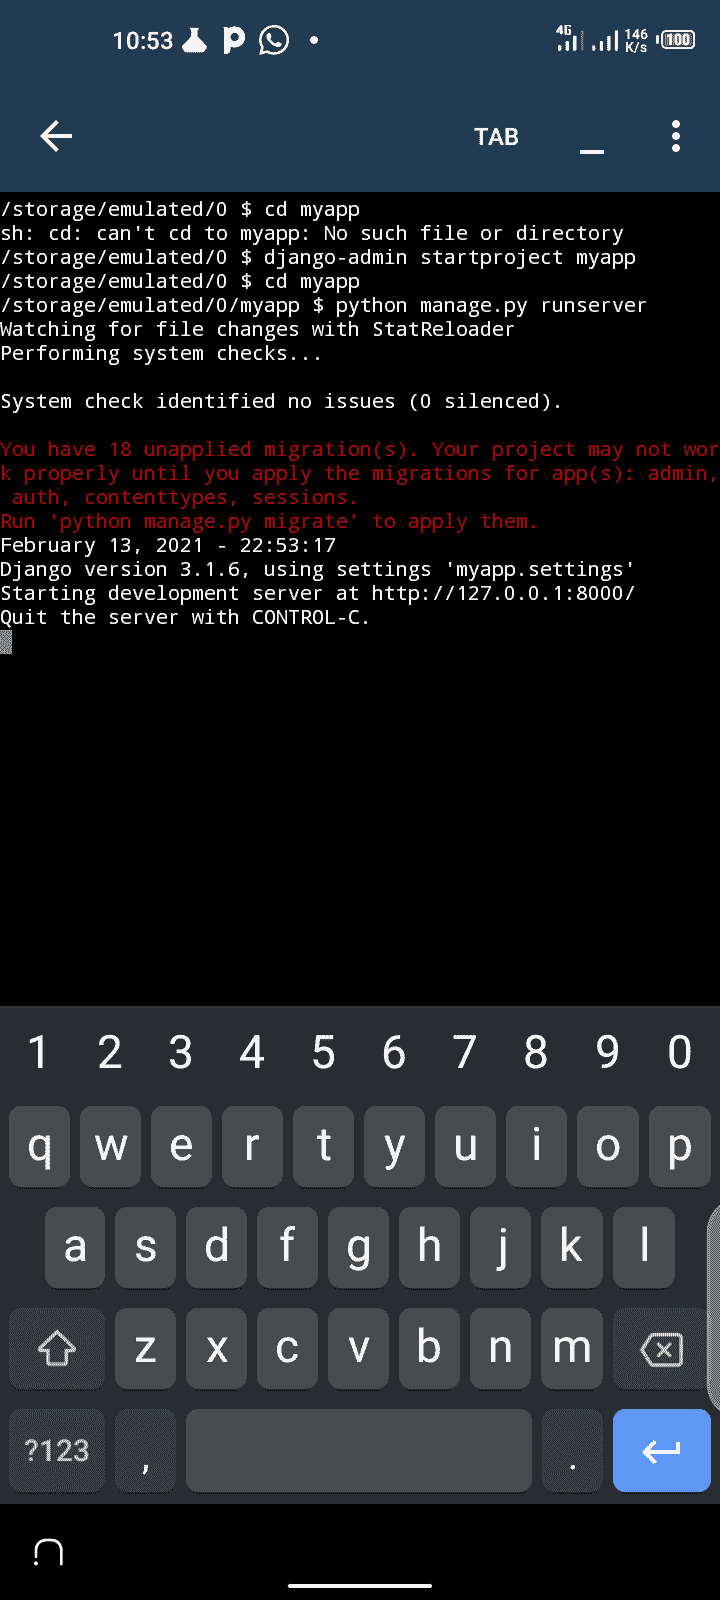 10:53
4G
146
K/s
100
TAB
/storage/emulated/0 $ cd myapp
sh: cd: can't cd to myapp: No such file or directory
/storage/emulated/0 $ django-admin startproject myapp
/storage/emulated/0 $ cd myapp
/storage/emulated/0/myapp $ python manage.py runserver
Watching for file changes with StatReloader
Performing system checks...
System check identified no issues (0 silenced).
You have 18 unapplied migration(s). Your project may not wor
k properly until you apply the migrations for app(s): admin,
auth, contenttypes, sessions.
Run 'python manage.py migrate' to apply them.
February 13, 2021 - 22:53:17
Django version 3.1.6, using settings 'myapp.settings'
Starting development server at http://127.0.0.1:8000/
Quit the server with CONTROL-C.
1 2 3 4 5 6 7 8 9 0
q w e r t y u i o p
a s d f g h j k l
z x c v b n m
?123 , .